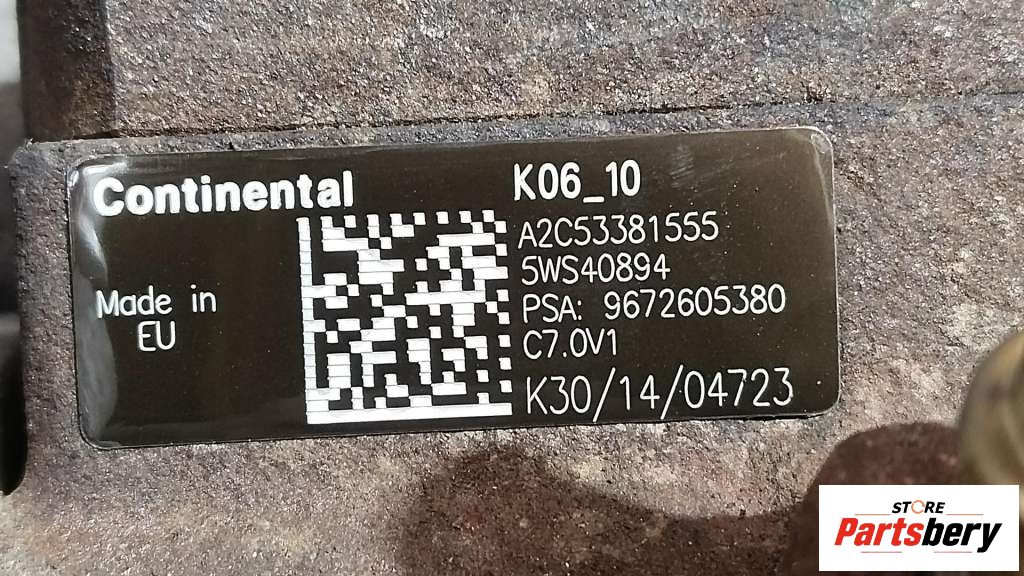 Continental
Made in
EU
K06_10
A2C53381555
5WS40894
PSA: 9672605380
C7.0V1
K30/14/04723
STORE
Partsbery